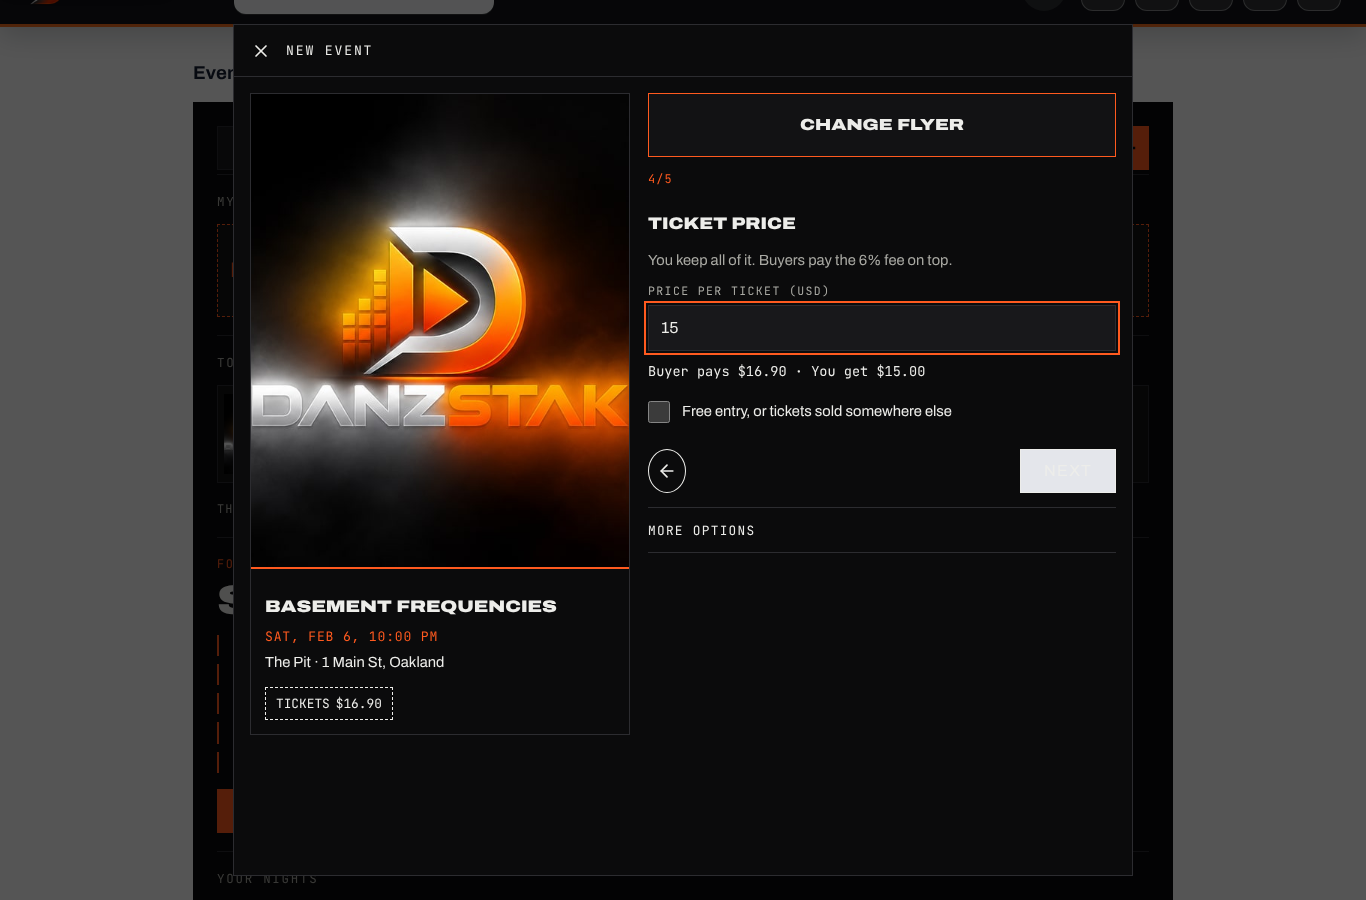 NEW EVENT
CHANGE FLYER
4/5
TICKET PRICE
You keep all of it. Buyers pay the 6% fee on top.
PRICE PER TICKET (USD)
15
Buyer pays $16.90 · You get $15.00
Free entry, or tickets sold somewhere else
NEXT
MORE OPTIONS
DANZSTAK
BASEMENT FREQUENCIES
SAT, FEB 6, 10:00 PM
The Pit · 1 Main St, Oakland
TICKETS $16.90
YOUR NIGHTS